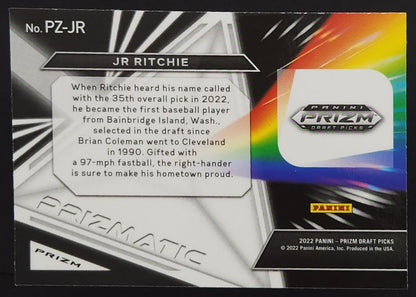 No. PZ-JR
JR RITCHIE
When Ritchie heard his name called
with the 35th overall pick in 2022,
he became the first baseball player
from Bainbridge Island, Wash.,
selected in the draft since
Brian Coleman went to Cleveland
in 1990. Gifted with
a 97-mph fastball, the right-hander
is sure to make his hometown proud.
PANINI
PRIZM
DRAFT PICKS
PRIZMATIC
PRIZM
PANINI
2022 PANINI – PRIZM DRAFT PICKS
© 2022 Panini America, Inc. Produced in the USA.